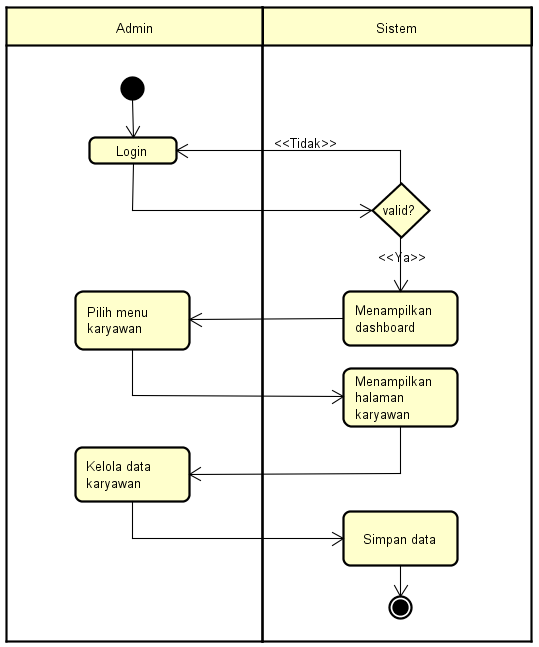 Admin
Sistem
Login
<<Tidak>>
valid?
<<Ya>>
Pilih menu
karyawan
Menampilkan
dashboard
Menampilkan
halaman
karyawan
Kelola data
karyawan
Simpan data